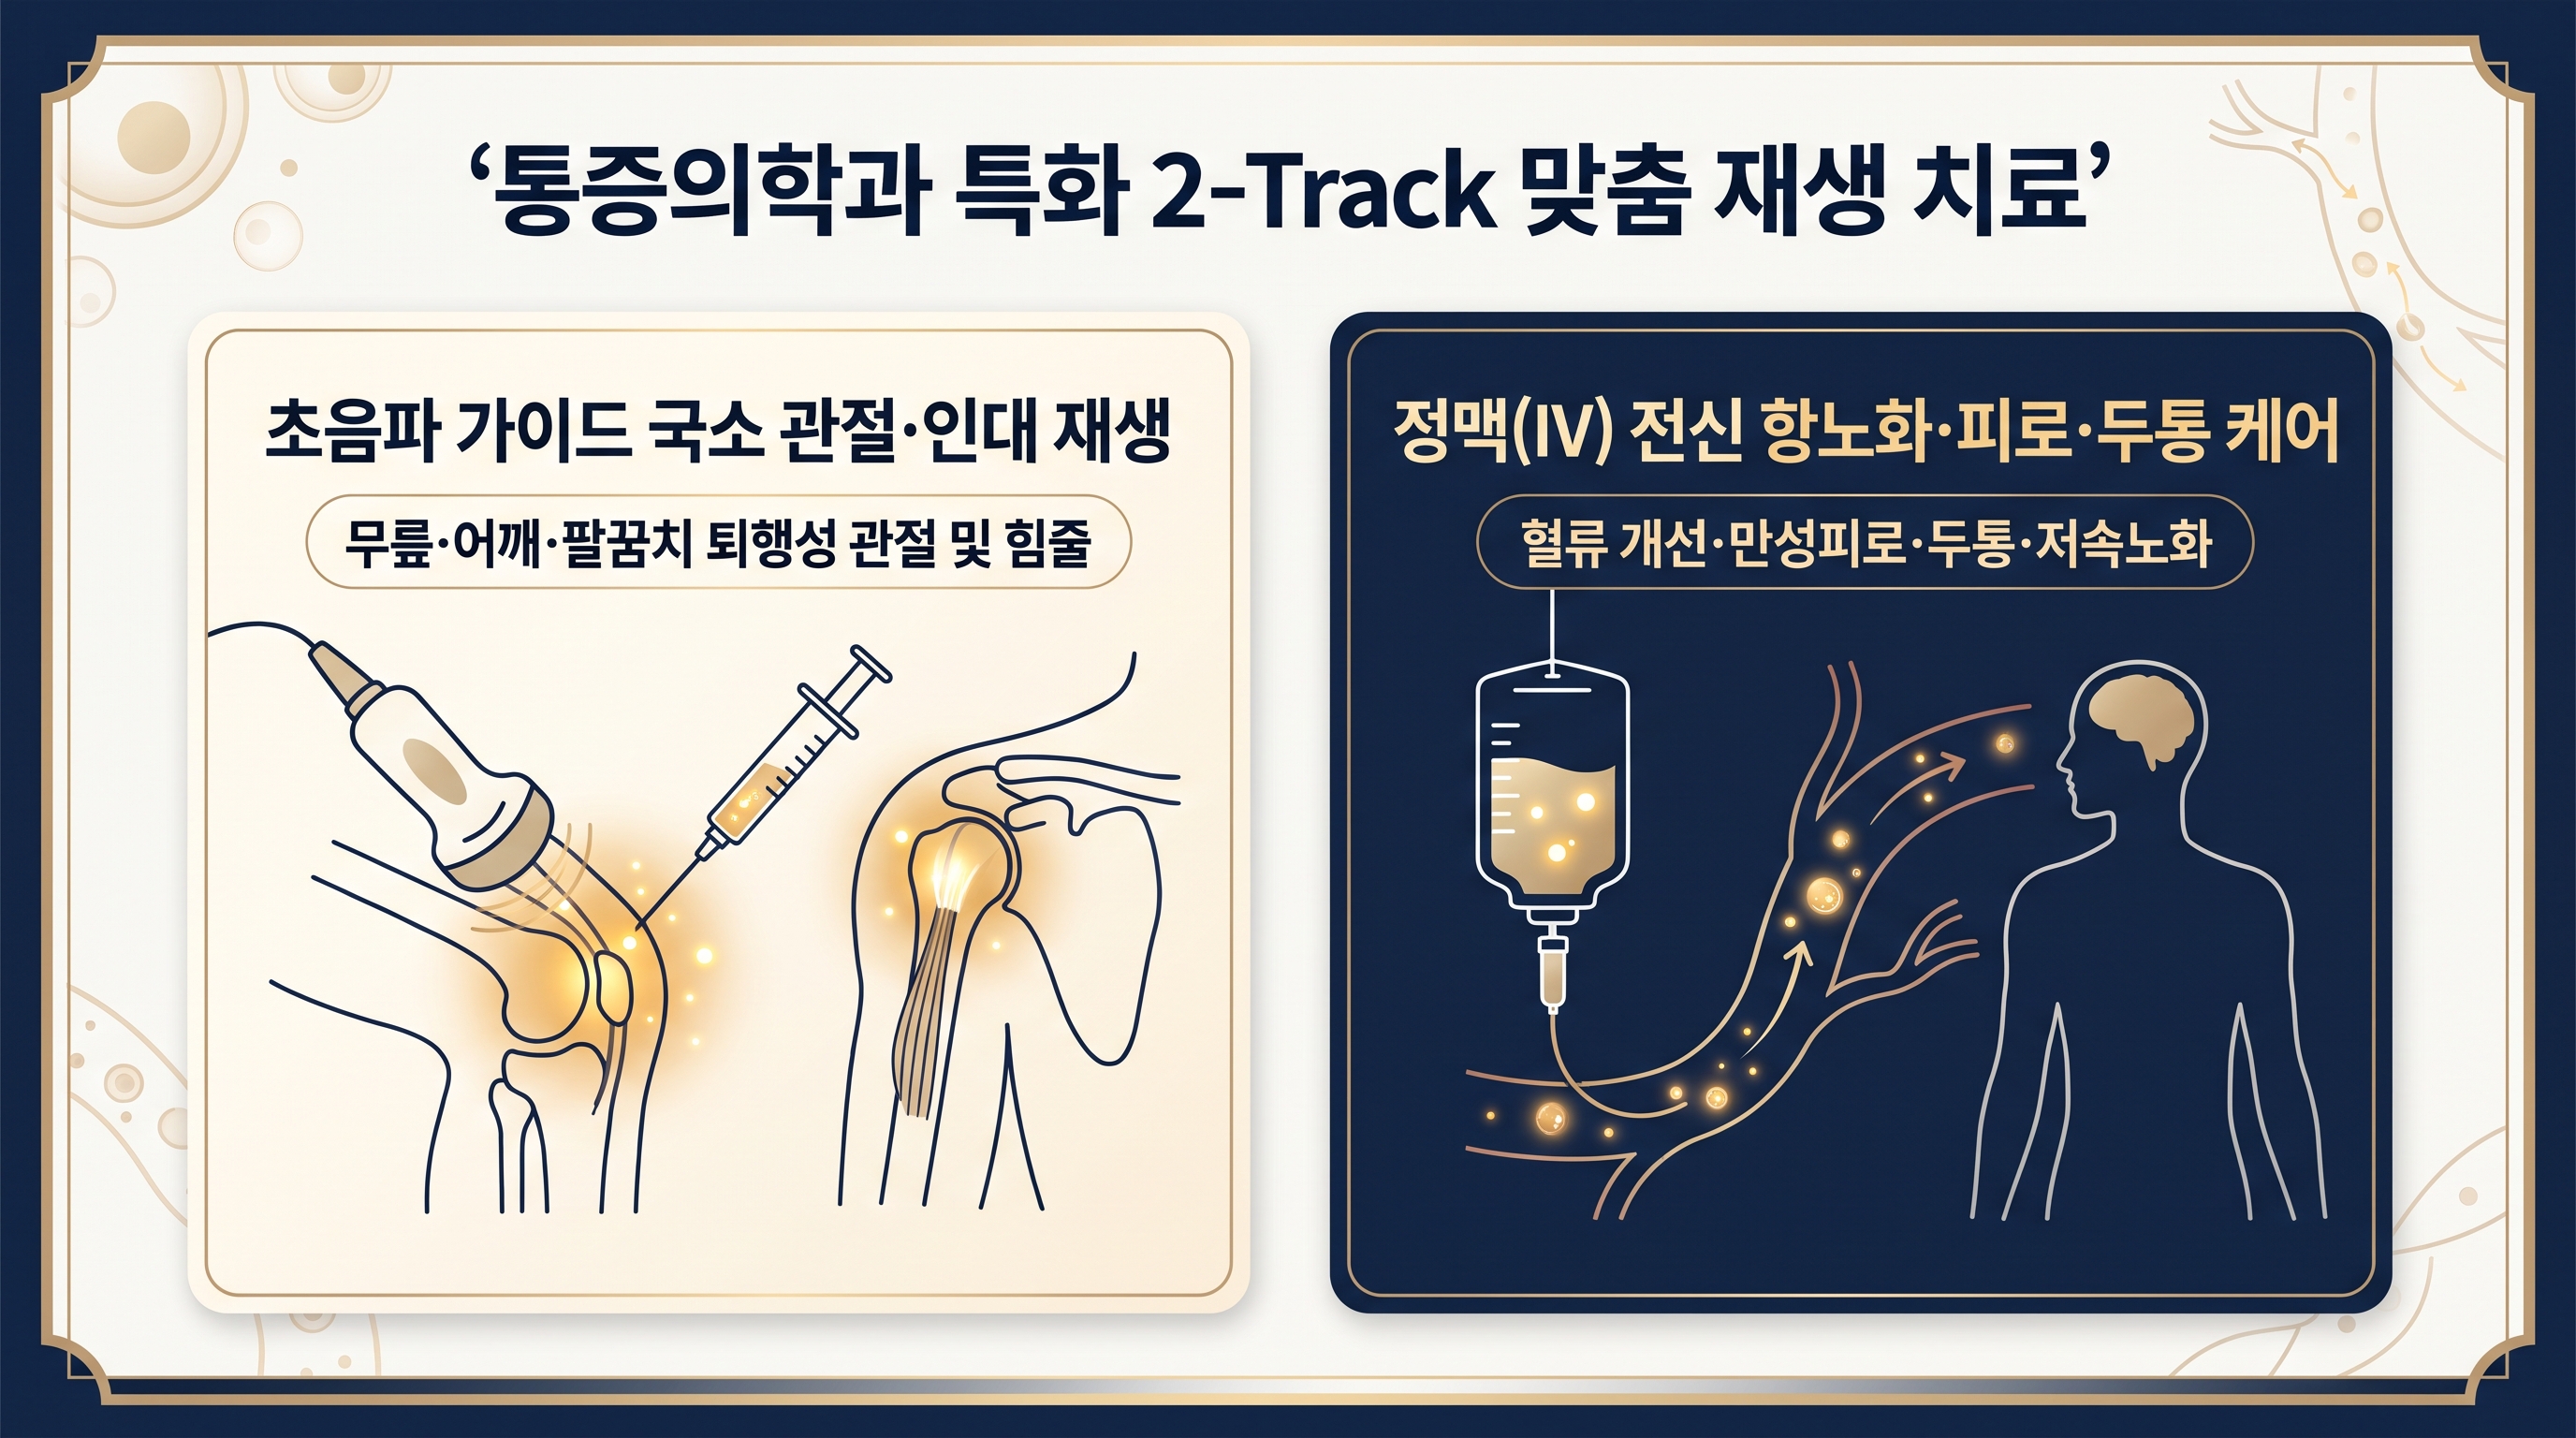 ‘통증의학과 특화 2-Track 맞춤 재생 치료’
초음파 가이드 국소 관절·인대 재생
무릎·어깨·팔꿈치 퇴행성 관절 및 힘줄
정맥(IV) 전신 항노화·피로·두통 케어
혈류 개선·만성피로·두통·저속노화